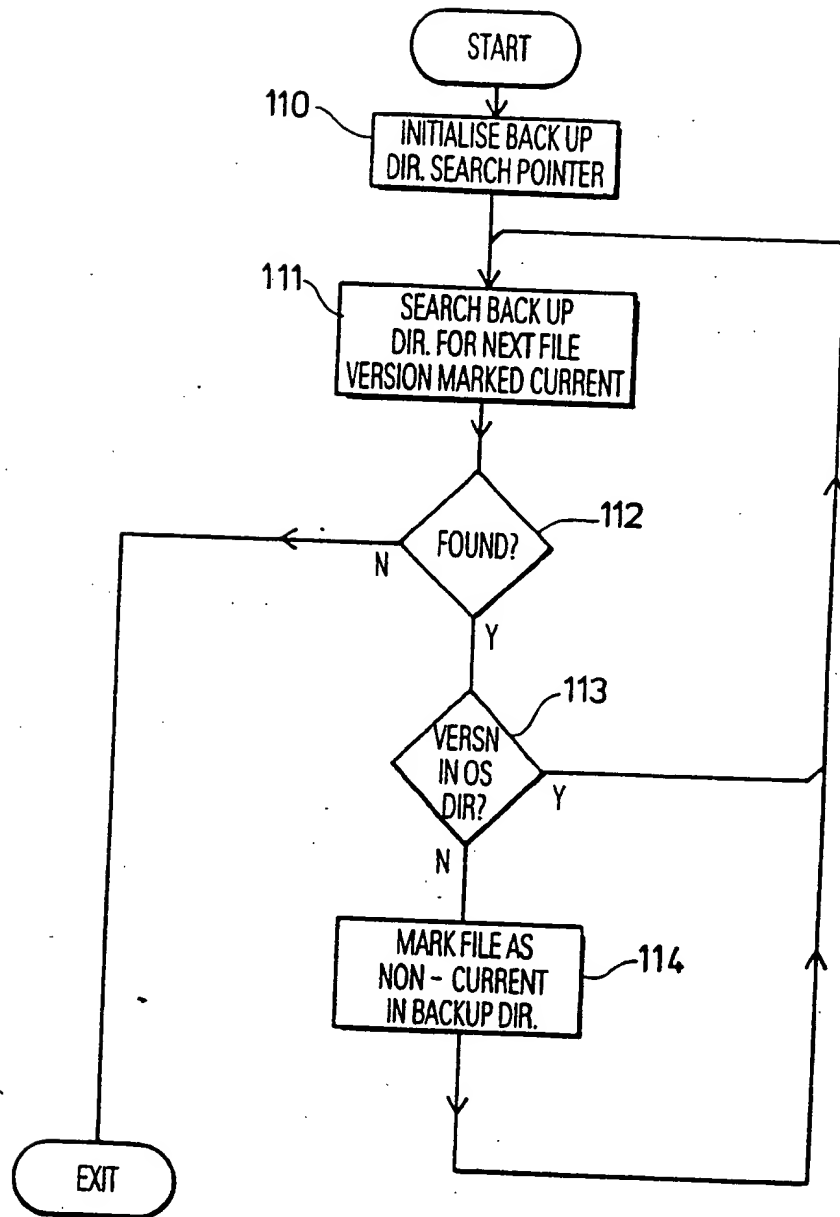 START
110
INITIALISE BACK UP
DIR. SEARCH POINTER
111
SEARCH BACK UP
DIR. FOR NEXT FILE
VERSION MARKED CURRENT
112
FOUND?
N
Y
113
VERSN
IN OS
DIR?
Y
N
MARK FILE AS
NON - CURRENT
IN BACKUP DIR.
114
EXIT